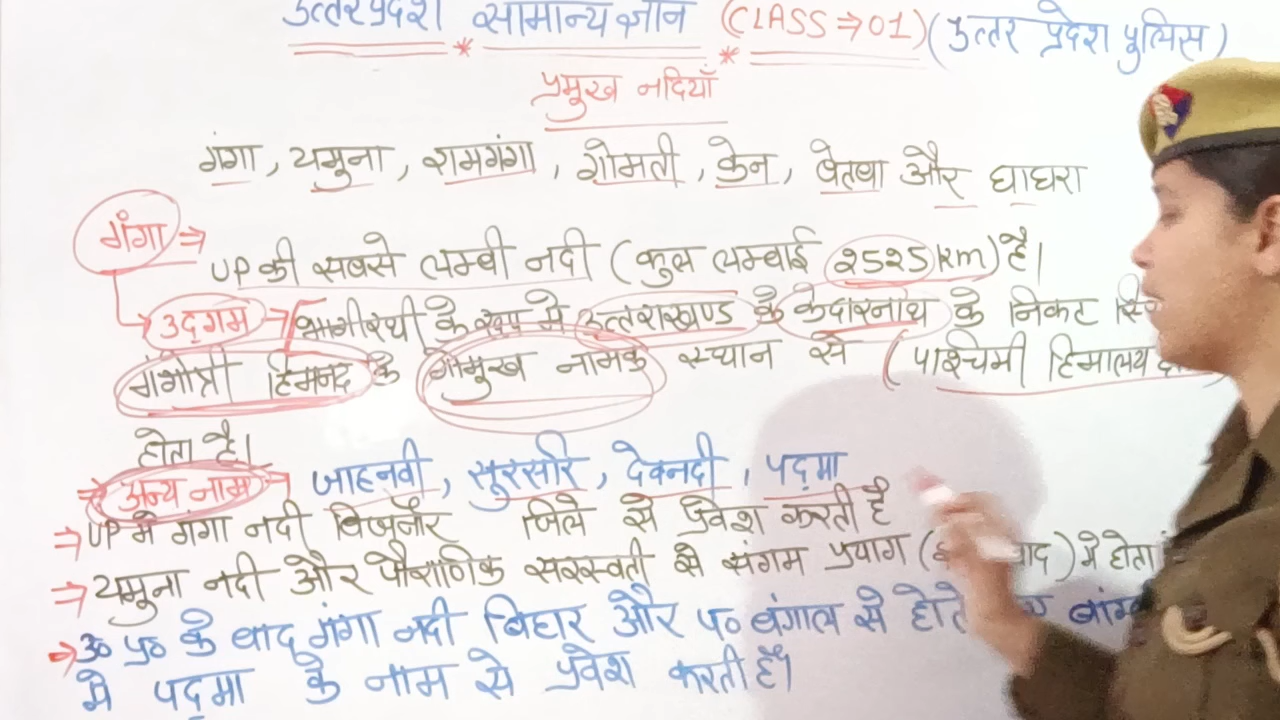 उत्तरप्रदेश सामान्य ज्ञान (CLASS ⇒ 01) (उत्तर प्रदेश पुलिस)
प्रमुख नदियाँ
गंगा, यमुना, रामगंगा, गोमती, केन, बेतवा और घाघरा
गंगा ⇒
UP की सबसे लम्बी नदी (कुल लम्बाई 2525 km) है।
उद्गम → भागीरथी के रूप मे उत्तराखण्ड के केदारनाथ के निकट
गंगोत्री हिमनद के गोमुख नामक स्थान से (पश्चिमी हिमालय
होता है।
⇒ अन्य नाम → जाहनवी, सूरसरि, देवनदी, पद्मा
⇒ UP मे गंगा नदी बिजनौर जिले से प्रवेश करती है
⇒ यमुना नदी और पौराणिक सरस्वती से संगम प्रयाग ( ) मे होता
→ उ० प्र० के बाद गंगा नदी बिहार और प० बंगाल से होते
मे पद्मा के नाम से प्रवेश करती है।